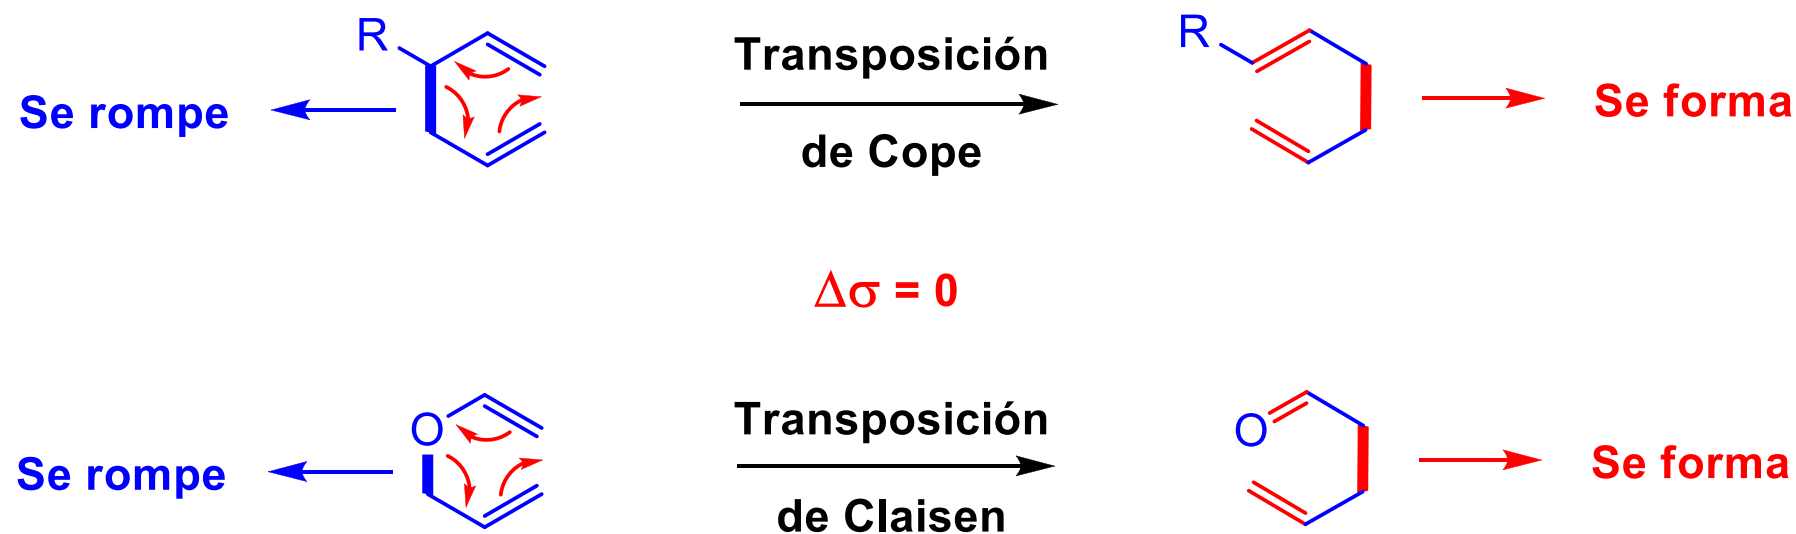 R
Transposición
R
Se rompe
Se forma
de Cope
Δσ = 0
O
Transposición
O
Se rompe
Se forma
de Claisen